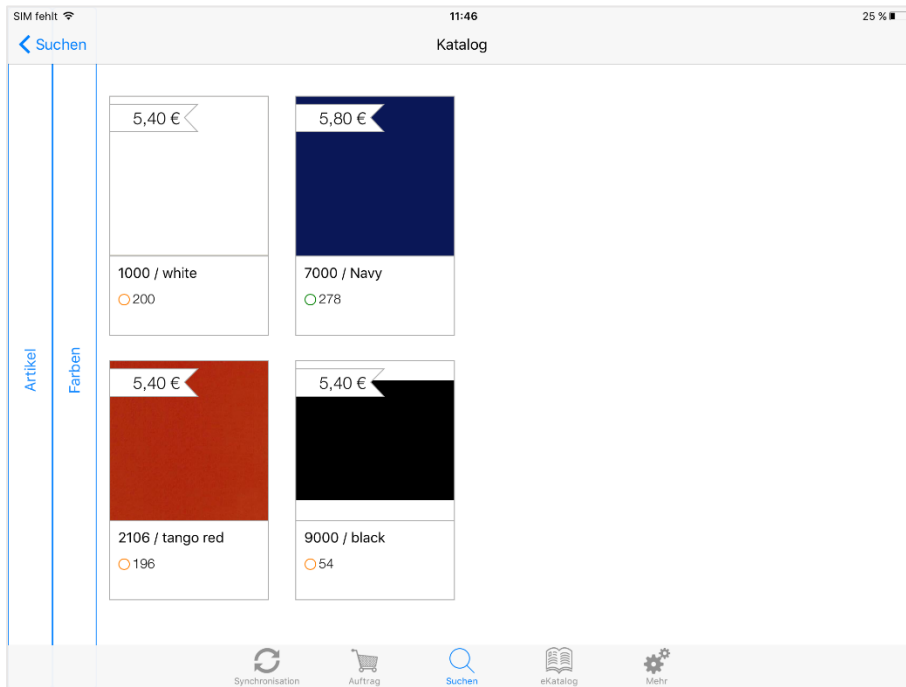 SIM fehlt 11:46 25 %
Suchen Katalog
Artikel
Farben
5,40 € 5,80 €
1000 / white 7000 / Navy
200 278
5,40 € 5,40 €
2106 / tango red 9000 / black
196 54
Synchronisation Auftrag Suchen eKatalog Mehr